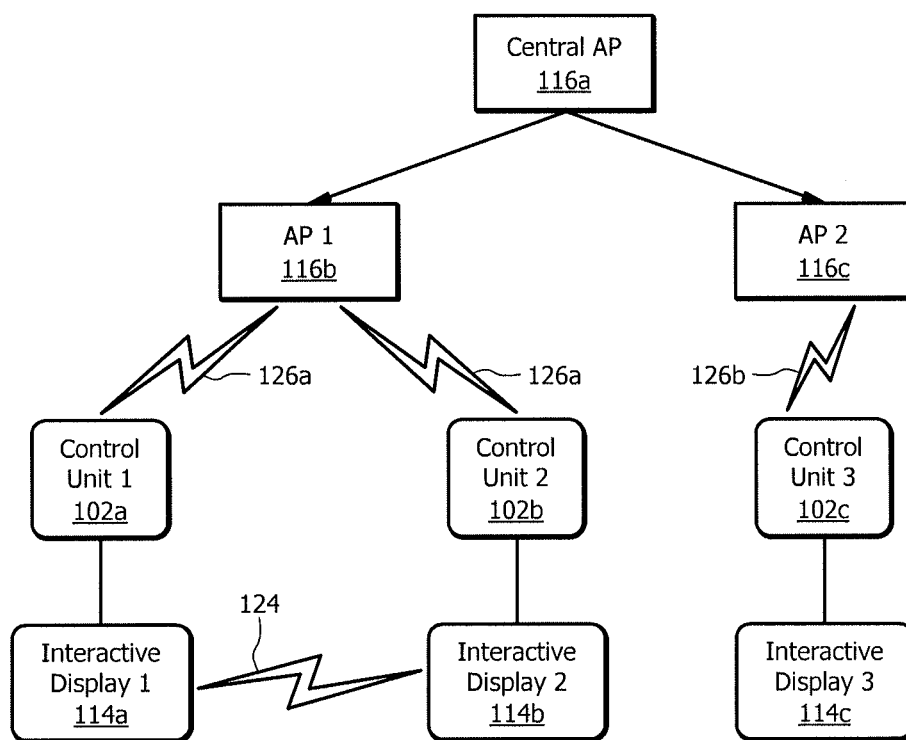 Central AP
116a
AP 1
116b
AP 2
116c
126a
126a
126b
Control
Unit 1
102a
Control
Unit 2
102b
Control
Unit 3
102c
124
Interactive
Display 1
114a
Interactive
Display 2
114b
Interactive
Display 3
114c